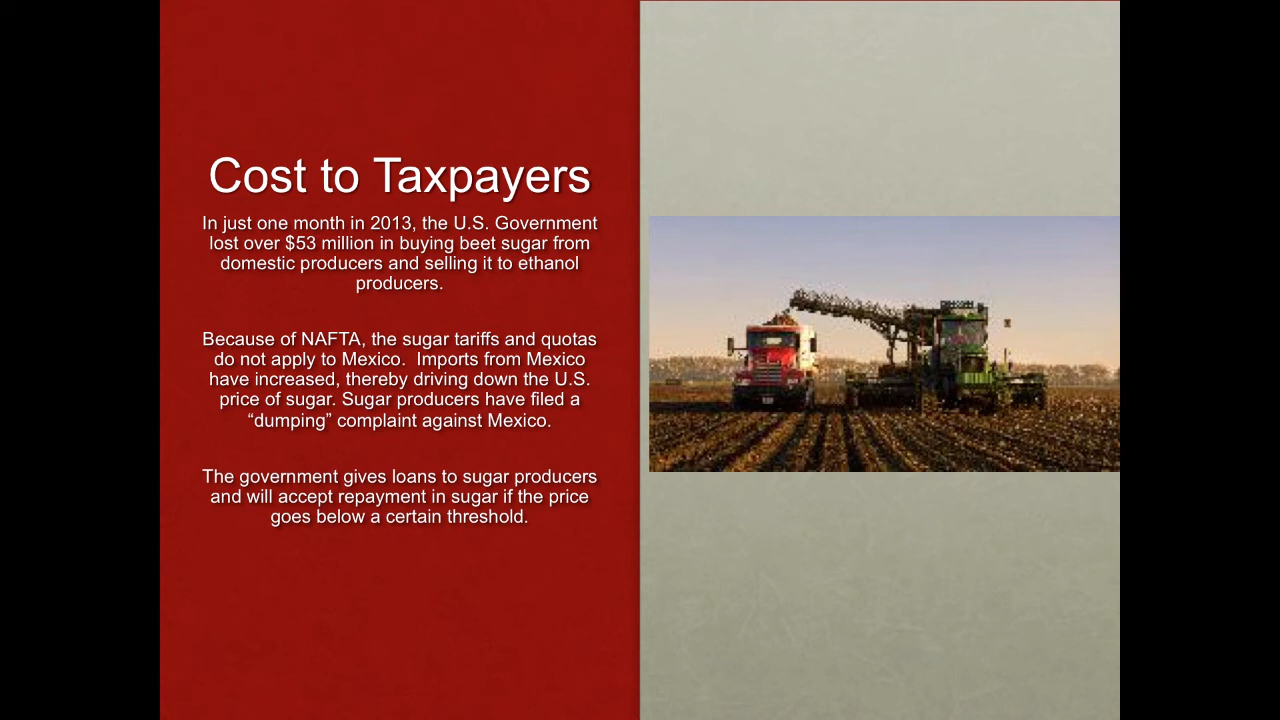 Cost to Taxpayers
In just one month in 2013, the U.S. Government
lost over $53 million in buying beet sugar from
domestic producers and selling it to ethanol
producers.
Because of NAFTA, the sugar tariffs and quotas
do not apply to Mexico.  Imports from Mexico
have increased, thereby driving down the U.S.
price of sugar. Sugar producers have filed a
“dumping” complaint against Mexico.
The government gives loans to sugar producers
and will accept repayment in sugar if the price
goes below a certain threshold.